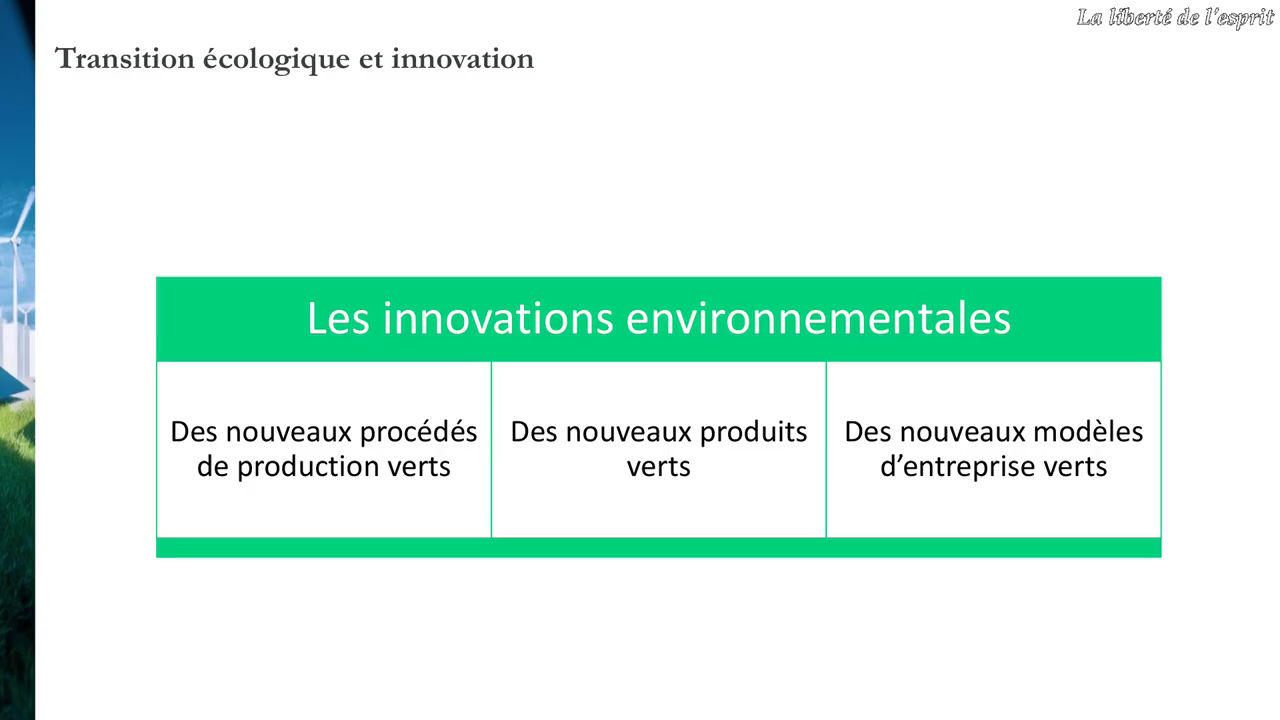 La liberté de l'esprit
Transition écologique et innovation
Les innovations environnementales
Des nouveaux procédés
de production verts
Des nouveaux produits
verts
Des nouveaux modèles
d’entreprise verts